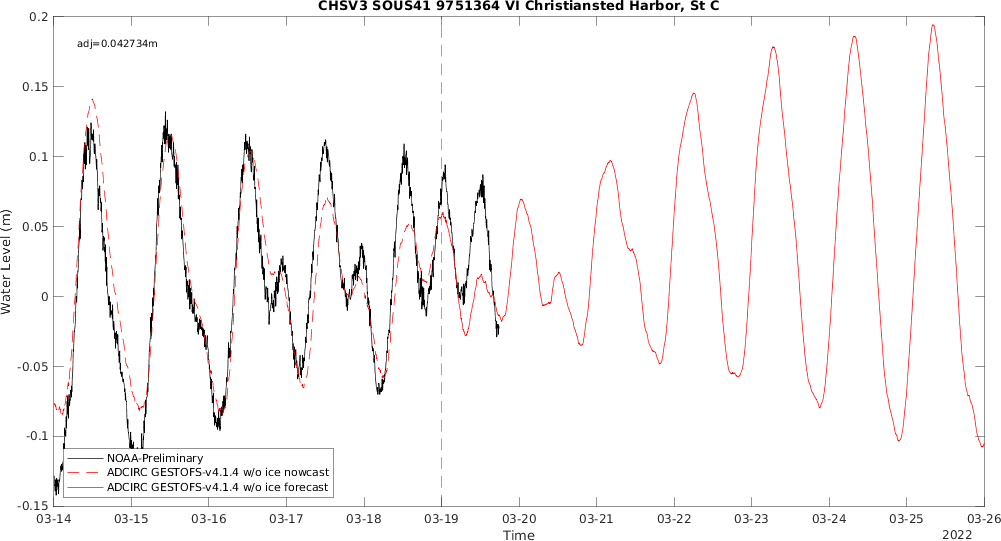 CHSV3 SOUS41 9751364 VI Christiansted Harbor, St C
adj=0.042734m
0.2
0.15
0.1
0.05
0
-0.05
-0.1
-0.15
Water Level (m)
NOAA-Preliminary
ADCIRC GESTOFS-v4.1.4 w/o ice nowcast
ADCIRC GESTOFS-v4.1.4 w/o ice forecast
03-14 03-15 03-16 03-17 03-18 03-19 03-20 03-21 03-22 03-23 03-24 03-25 03-26
Time
2022